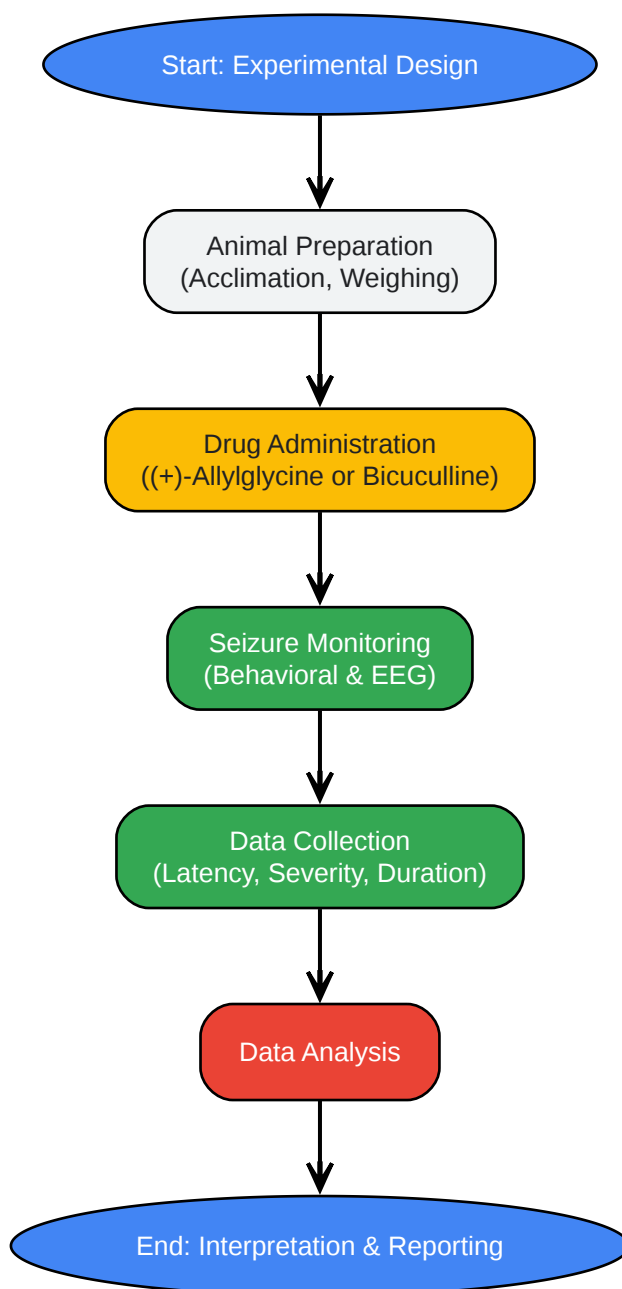 Start: Experimental Design
Animal Preparation
(Acclimation, Weighing)
Drug Administration
((+)-Allylglycine or Bicuculline)
Seizure Monitoring
(Behavioral & EEG)
Data Collection
(Latency, Severity, Duration)
Data Analysis
End: Interpretation & Reporting